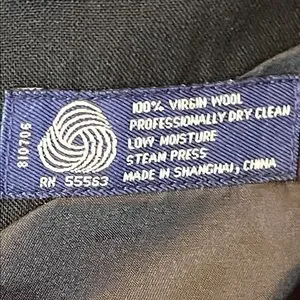 810706
RN 55563
100% VIRGIN WOOL
PROFESSIONALLY DRY CLEAN
LOW MOISTURE
STEAM PRESS
MADE IN SHANGHAI, CHINA